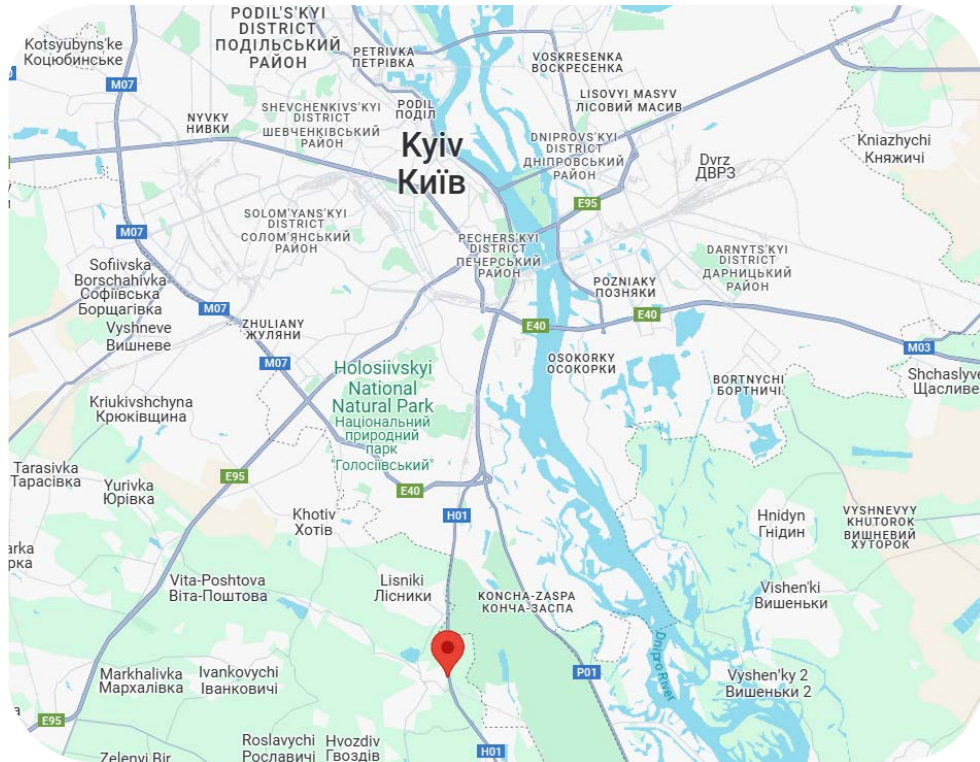 PODIL'S'KYI
DISTRICT
ПОДІЛЬСЬКИЙ
РАЙОН
Kotsyubyns'ke
Коцюбинське
PETRIVKA
ПЕТРІВКА
VOSKRESENKA
ВОСКРЕСЕНКА
M07
LISOVYI MASYV
ЛІСОВИЙ МАСИВ
NYVKY
НИВКИ
SHEVCHENKIVS'KYI
DISTRICT
ШЕВЧЕНКІВСЬКИЙ
РАЙОН
PODIL
ПОДІЛ
Kyiv
Київ
DNIPROVS'KYI
DISTRICT
ДНІПРОВСЬКИЙ
РАЙОН
Dvrz
ДВРЗ
Kniazhychi
Княжичі
E95
M07
SOLOM'YANS'KYI
DISTRICT
СОЛОМ'ЯНСЬКИЙ
РАЙОН
PECHERS'KYI
DISTRICT
ПЕЧЕРСЬКИЙ
РАЙОН
DARNYTS'KYI
DISTRICT
ДАРНИЦЬКИЙ
РАЙОН
Sofiivska
Borschahivka
Софіївська
Борщагівка
POZNIAKY
ПОЗНЯКИ
M07
E40
E40
Vyshneve
Вишневе
ZHULIANY
ЖУЛЯНИ
M07
M03
OSOKORKY
ОСОКОРКИ
Holosiivskyi
National
Natural Park
Національний
природний
парк
"Голосіївський"
BORTNYCHI
БОРТНИЧІ
Shchaslyve
Щасливе
Kriukivshchyna
Крюківщина
Tarasivka
Тарасівка
Yurivka
Юрівка
E95
E40
H01
Khotiv
Хотів
Hnidyn
Гнідин
VYSHNEVYY
KHUTOROK
ВИШНЕВИЙ
ХУТОРОК
arka
рка
Vita-Poshtova
Віта-Поштова
Lisniki
Лісники
KONCHA-ZASPA
КОНЧА-ЗАСПА
Vishen'ki
Вишеньки
Dnipro River
Markhalivka
Мархалівка
Ivankovychi
Іванковичі
P01
Vyshen'ky 2
Вишеньки 2
E95
Zelenyi Bir
Roslavychi
Рославичі
Hvozdiv
Гвоздів
H01